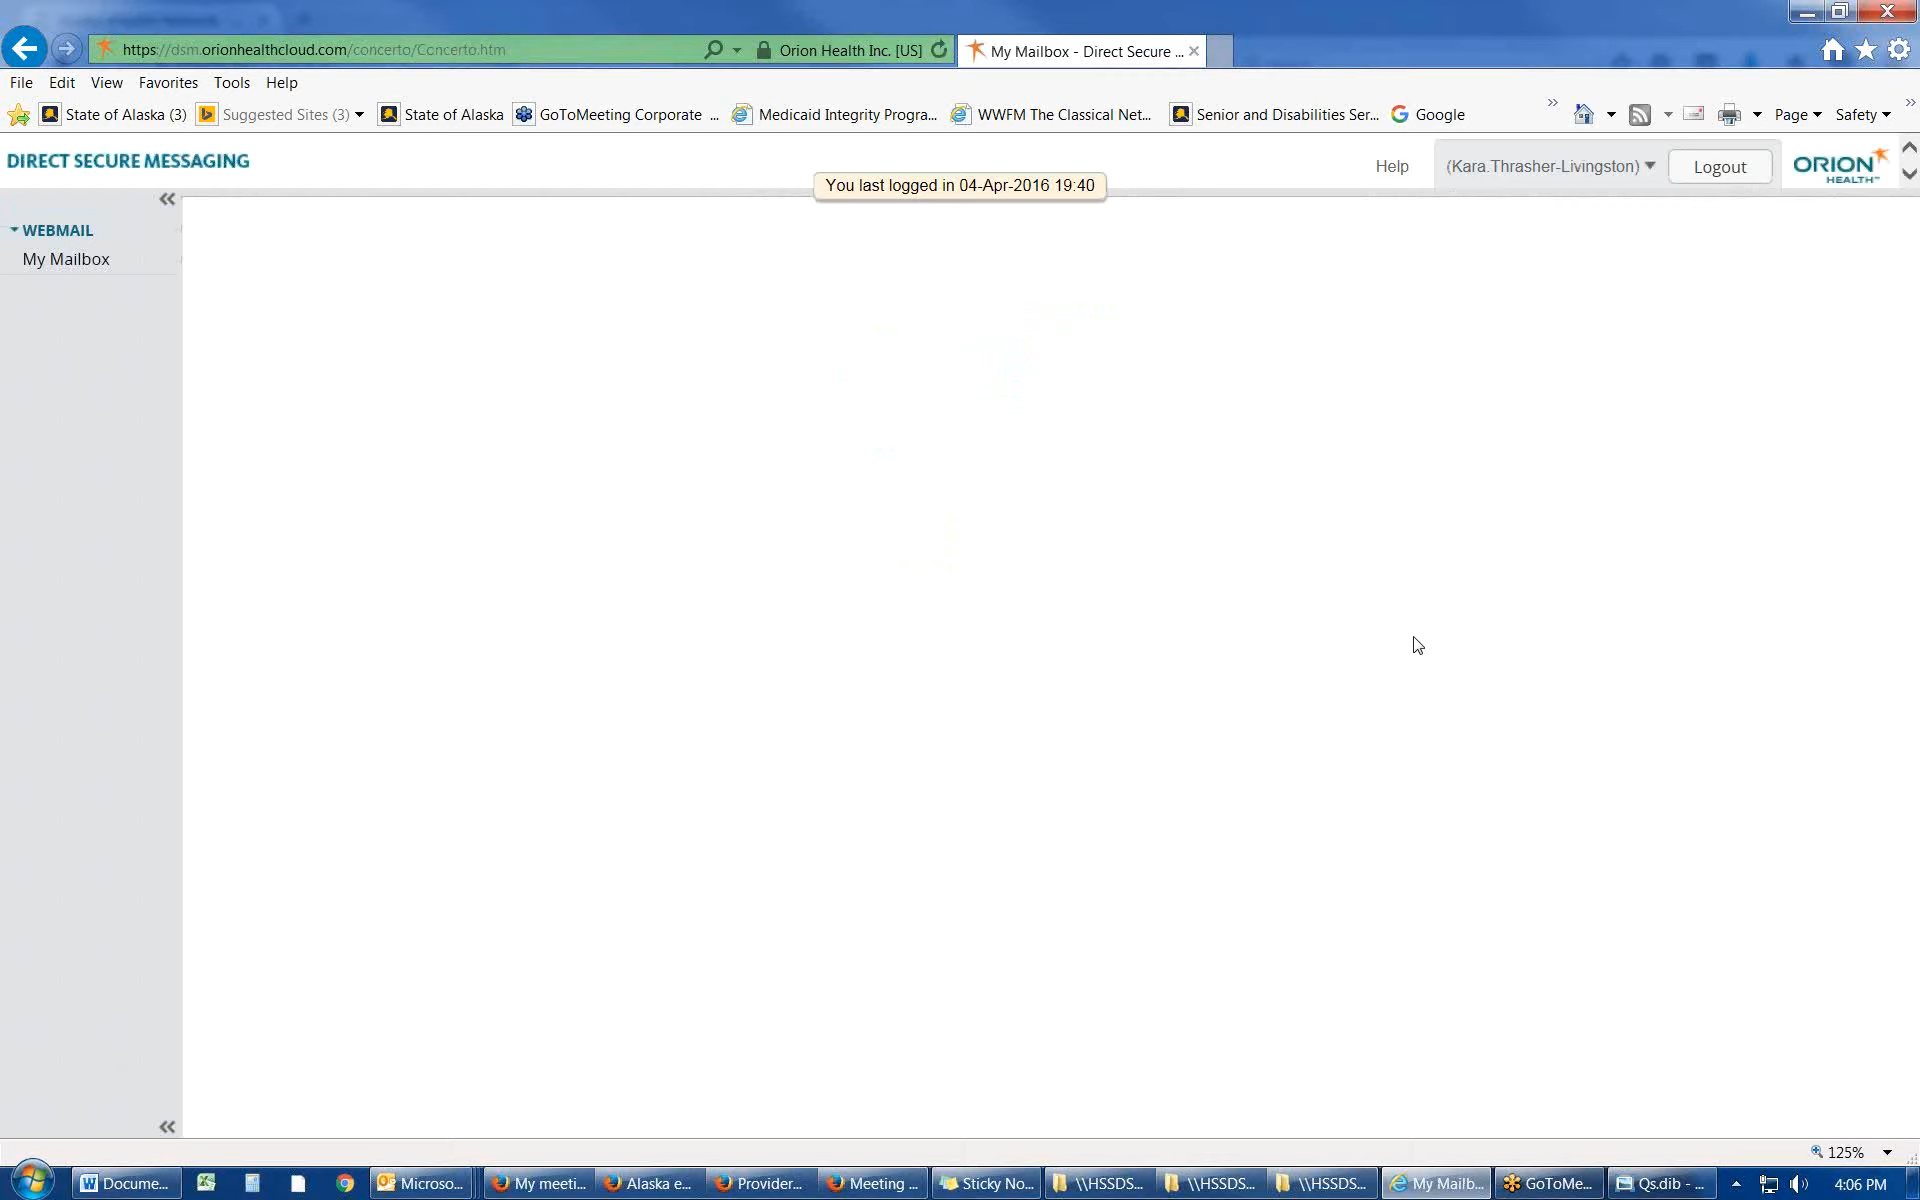 https://dsm.orionhealthcloud.com/concerto/Concerto.htm
Orion Health Inc. [US]
My Mailbox - Direct Secure ...
File Edit View Favorites Tools Help
State of Alaska (3) Suggested Sites (3) State of Alaska GoToMeeting Corporate ... Medicaid Integrity Progra... WWFM The Classical Net... Senior and Disabilities Ser... Google Page Safety
DIRECT SECURE MESSAGING
Help (Kara.Thrasher-Livingston) Logout ORION HEALTH™
You last logged in 04-Apr-2016 19:40
WEBMAIL
My Mailbox
125%
Docume... Microso... My meeti... Alaska e... Provider... Meeting ... Sticky No... \\HSSDS... \\HSSDS... \\HSSDS... My Mailb... GoToMe... Qs.dib - ... 4:06 PM